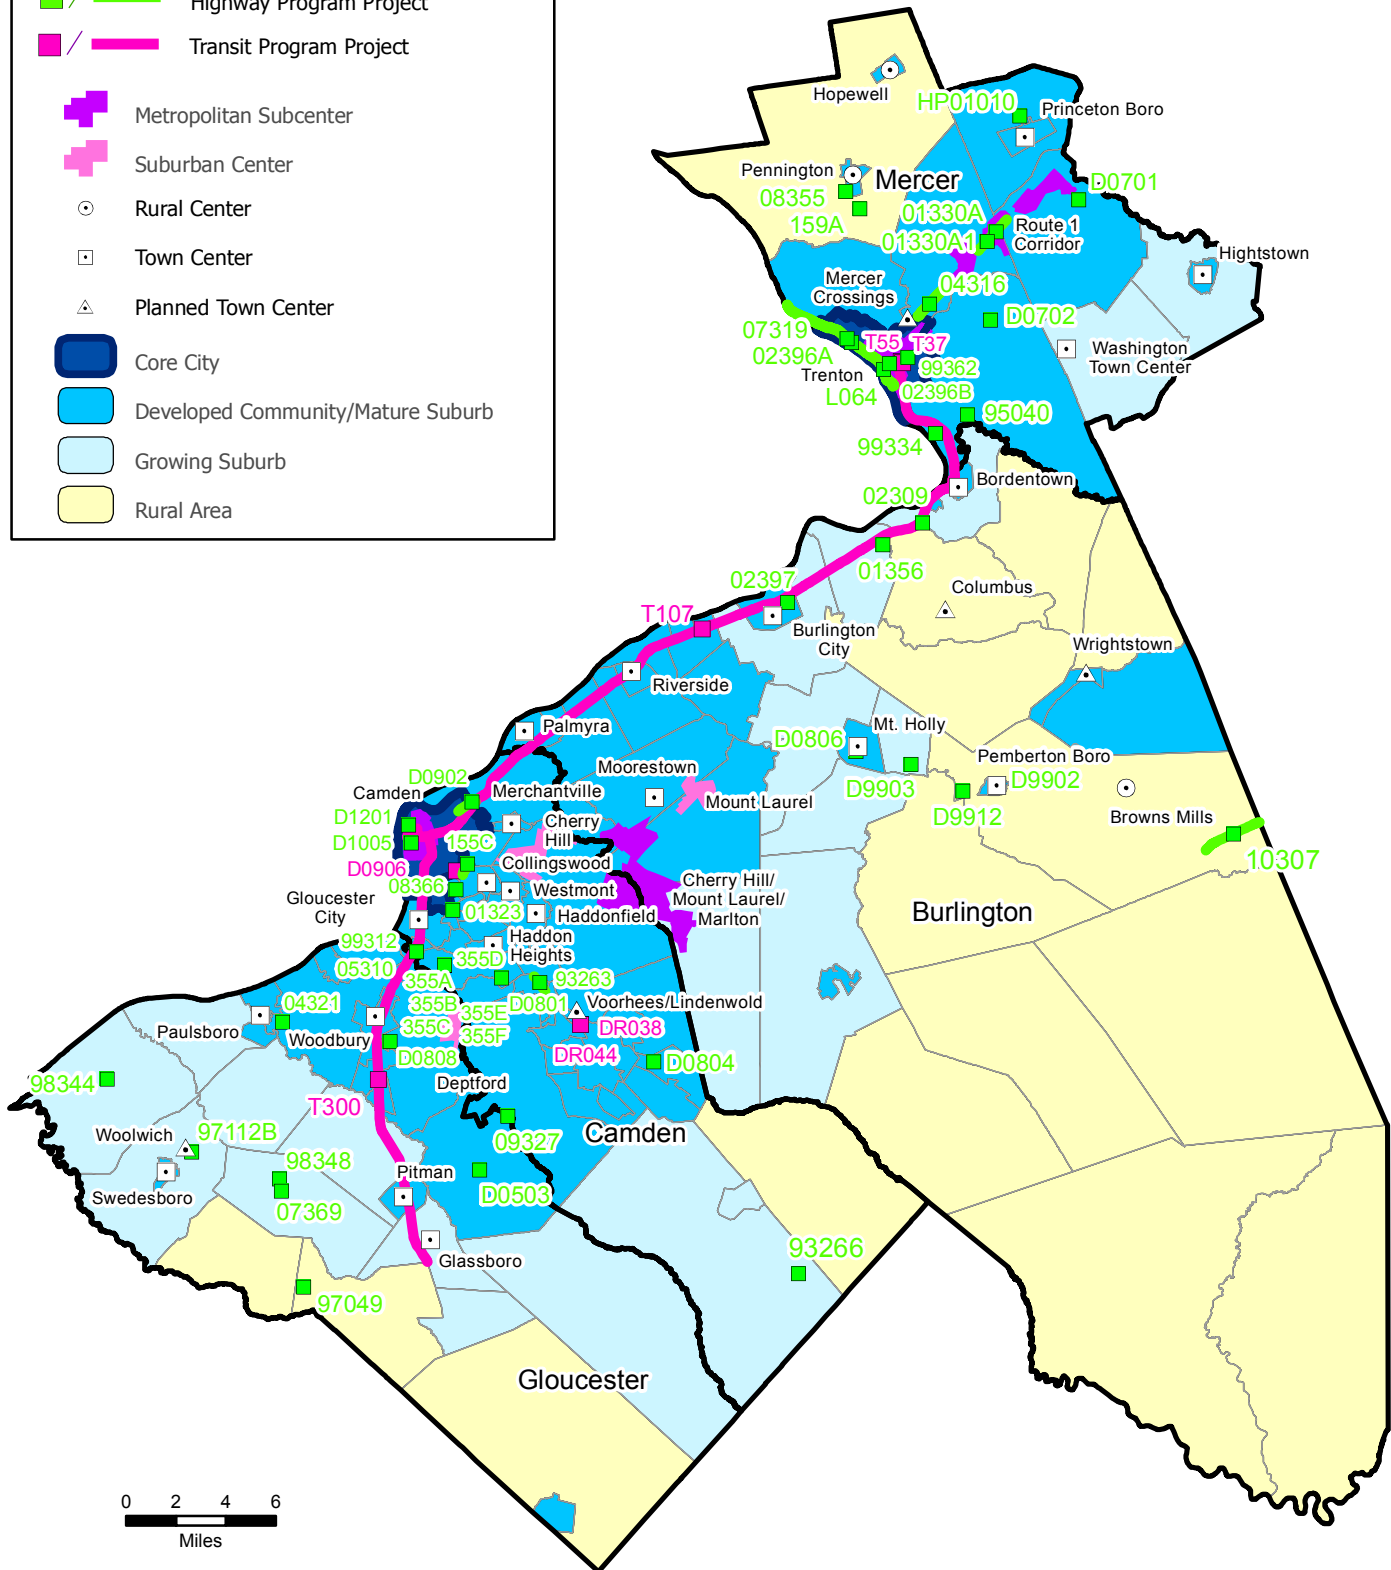 Highway Program Project
Transit Program Project
Metropolitan Subcenter
Suburban Center
Rural Center
Town Center
Planned Town Center
Core City
Developed Community/Mature Suburb
Growing Suburb
Rural Area
Hopewell
HP01010
Princeton Boro
Pennington
Mercer
08355
159A
D0701
01330A
01330A1
Route 1
Corridor
Hightstown
Mercer
Crossings
04316
D0702
07319
02396A
T55
T37
99362
Trenton
L064
02396B
Washington
Town Center
95040
99334
Bordentown
02309
01356
02397
Columbus
T107
Burlington
City
Wrightstown
Riverside
Palmyra
Mt. Holly
D0806
D9903
Pemberton Boro
D9902
D9912
Browns Mills
10307
Moorestown
Mount Laurel
D0902
Merchantville
Camden
D1201
D1005
155C
Cherry
Hill
Collingswood
D0906
08366
Westmont
Gloucester
City
01323
Haddonfield
Cherry Hill/
Mount Laurel/
Marlton
Burlington
Haddon
Heights
99312
05310
355D
355A
93263
D0801
Voorhees/Lindenwold
355B
355E
355C
355F
DR038
DR044
D0804
04321
Paulsboro
Woodbury
D0808
Deptford
98344
T300
Woolwich
97112B
09327
Camden
98348
Pitman
Swedesboro
07369
D0503
93266
Glassboro
97049
Gloucester
0 2 4 6
Miles